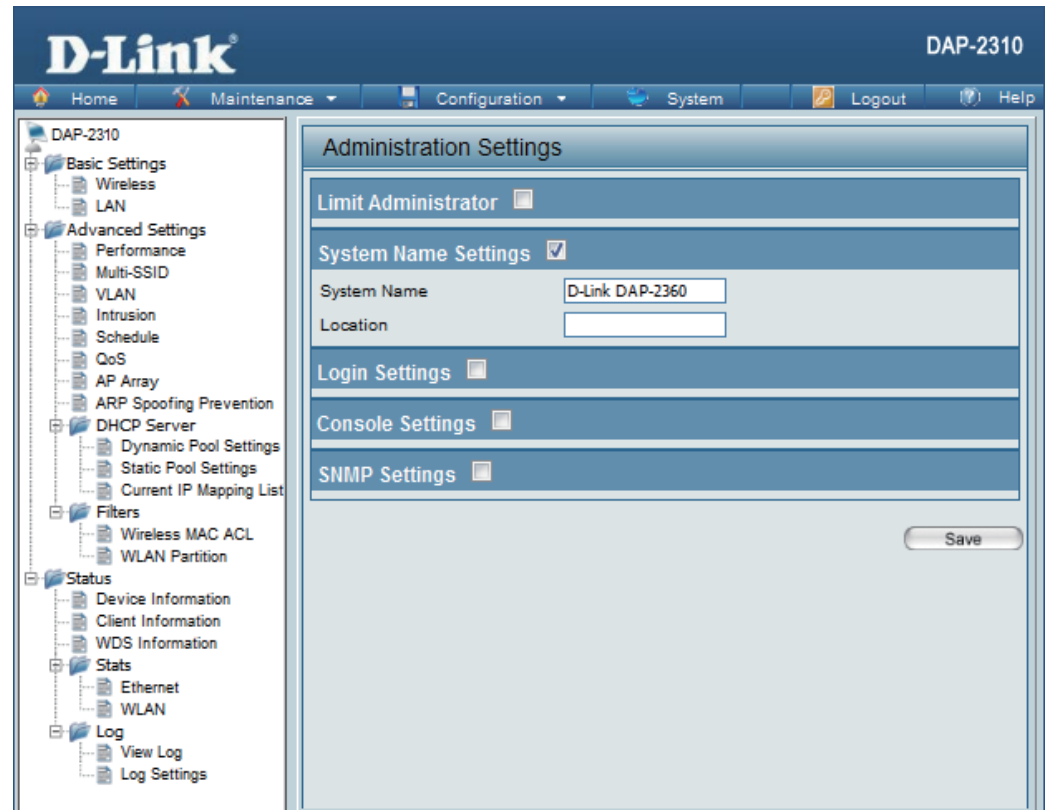 D-Link
DAP-2310
Home Maintenance Configuration System Logout Help
DAP-2310
Basic Settings
Wireless
LAN
Advanced Settings
Performance
Multi-SSID
VLAN
Intrusion
Schedule
QoS
AP Array
ARP Spoofing Prevention
DHCP Server
Dynamic Pool Settings
Static Pool Settings
Current IP Mapping List
Filters
Wireless MAC ACL
WLAN Partition
Status
Device Information
Client Information
WDS Information
Stats
Ethernet
WLAN
Log
View Log
Log Settings
Administration Settings
Limit Administrator
System Name Settings
System Name D-Link DAP-2360
Location
Login Settings
Console Settings
SNMP Settings
Save